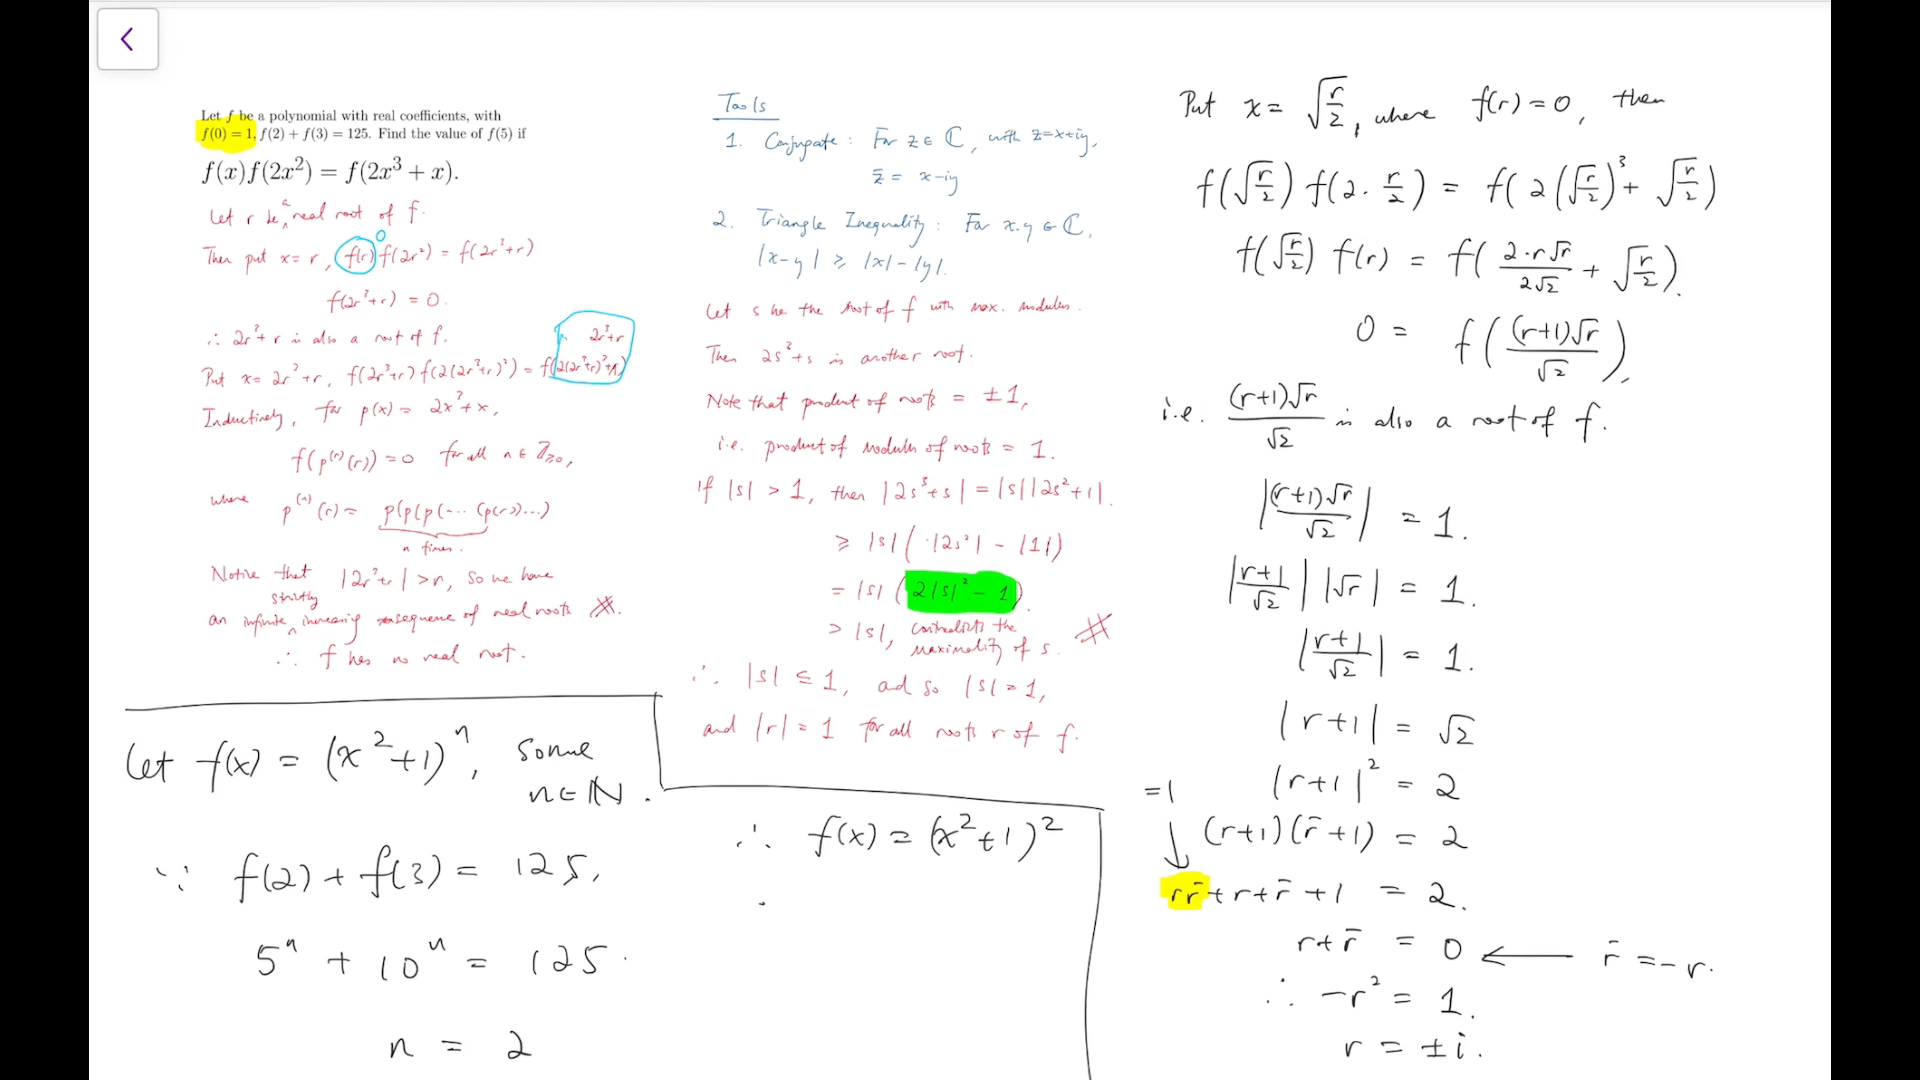 Let f be a polynomial with real coefficients, with
f(0) = 1, f(2) + f(3) = 125. Find the value of f(5) if
f(x)f(2x²) = f(2x³ + x).
Let r be a real root of f.
Then put x = r, f(r) f(2r²) = f(2r³+r)
0
f(2r³+r) = 0.
∴ 2r³+r is also a root of f.
2r³+r
Put x = 2r³+r, f(2r³+r) f(2(2r³+r)²) = f(2(2r³+r)³+
Inductively, for p(x) = 2x³+x,
f(p⁽ⁿ⁾(r)) = 0 for all n ∈ ℤ≥0,
where p⁽ⁿ⁾(r) = p(p(p(... (p(r))...)
n times.
Notice that |2r³+r| > r, so we have
strictly
an infinite increasing sequence of real roots ※.
∴ f has no real root.
Let f(x) = (x²+1)ⁿ, some
n ∈ ℕ.
∵ f(2) + f(3) = 125,
5ⁿ + 10ⁿ = 125.
n = 2
Tools
1. Conjugate : For z ∈ ℂ, with z=x+iy,
z̄ = x-iy
2. Triangle Inequality : For x,y ∈ ℂ,
|x-y| ≥ |x|-|y|.
Let s be the root of f with max. modulus.
Then 2s³+s is another root.
Note that product of roots = ±1,
i.e. product of modulus of roots = 1.
If |s| > 1, then |2s³+s| = |s||2s²+1|.
≥ |s|(|2s²| - |1|)
= |s|(2|s|² - 1).
> |s|, contradicts the
maximality of s. ※
∴ |s| ≤ 1, and so |s| = 1,
and |r| = 1 for all roots r of f.
∴ f(x) = (x²+1)²
Put x = √(r/2), where f(r) = 0, then
f(√(r/2)) f(2·r/2) = f(2(√(r/2))³ + √(r/2))
f(√(r/2)) f(r) = f(2·r√r/2√2 + √(r/2)).
0 = f((r+1)√r/√2),
i.e. (r+1)√r/√2 is also a root of f.
|(r+1)√r/√2| = 1.
|r+1/√2| |√r| = 1.
|r+1/√2| = 1.
|r+1| = √2
|r+1|² = 2
=1
(r+1)(r̄+1) = 2
↓
rr̄+r+r̄+1 = 2.
r+r̄ = 0 ← r̄ = -r.
∴ -r² = 1.
r = ±i.